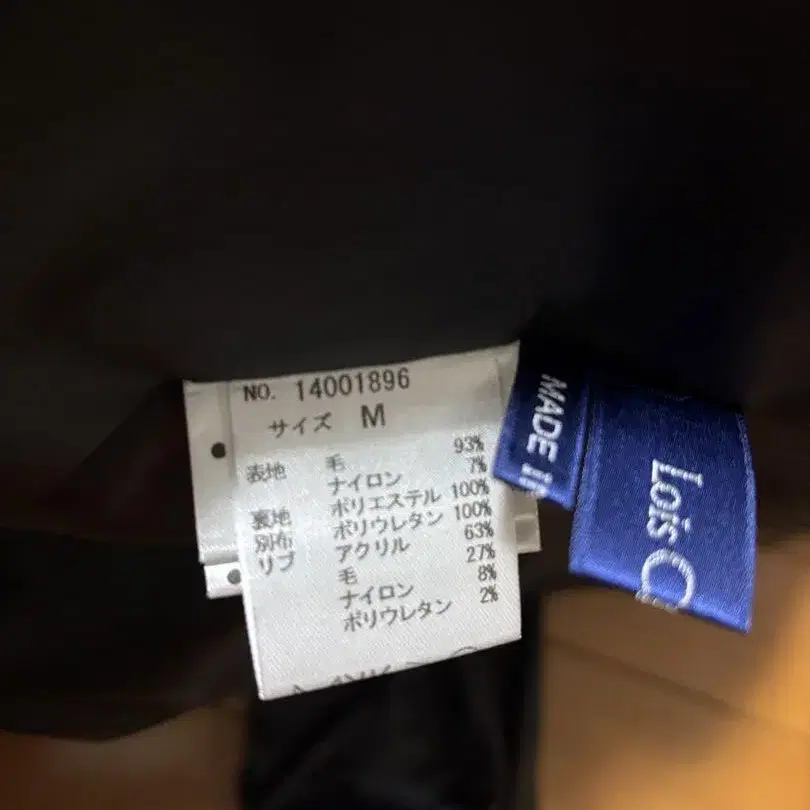 NO. 14001896
サイズ M
表地 毛 93%
ナイロン 7%
裏地 ポリエステル 100%
別布 ポリウレタン 100%
リブ アクリル 63%
毛 27%
ナイロン 8%
ポリウレタン 2%
MADE
Lois